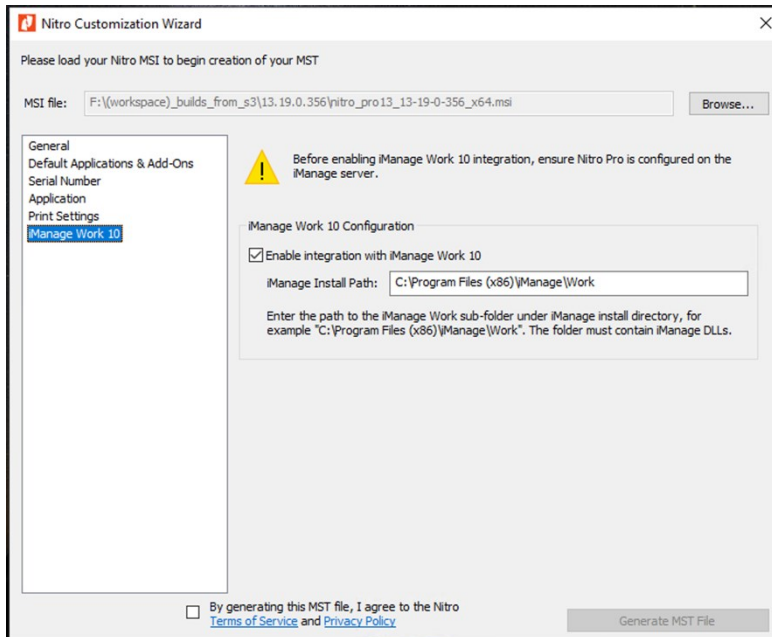 Nitro Customization Wizard
Please load your Nitro MSI to begin creation of your MST
MSI file:
F:\(workspace)_builds_from_s3\13.19.0.356\nitro_pro13_13-19-0-356_x64.msi
Browse...
General
Default Applications & Add-Ons
Serial Number
Application
Print Settings
iManage Work 10
Before enabling iManage Work 10 integration, ensure Nitro Pro is configured on the
iManage server.
iManage Work 10 Configuration
Enable integration with iManage Work 10
iManage Install Path:
C:\Program Files (x86)\iManage\Work
Enter the path to the iManage Work sub-folder under iManage install directory, for
example "C:\Program Files (x86)\iManage\Work". The folder must contain iManage DLLs.
By generating this MST file, I agree to the Nitro
Terms of Service and Privacy Policy
Generate MST File